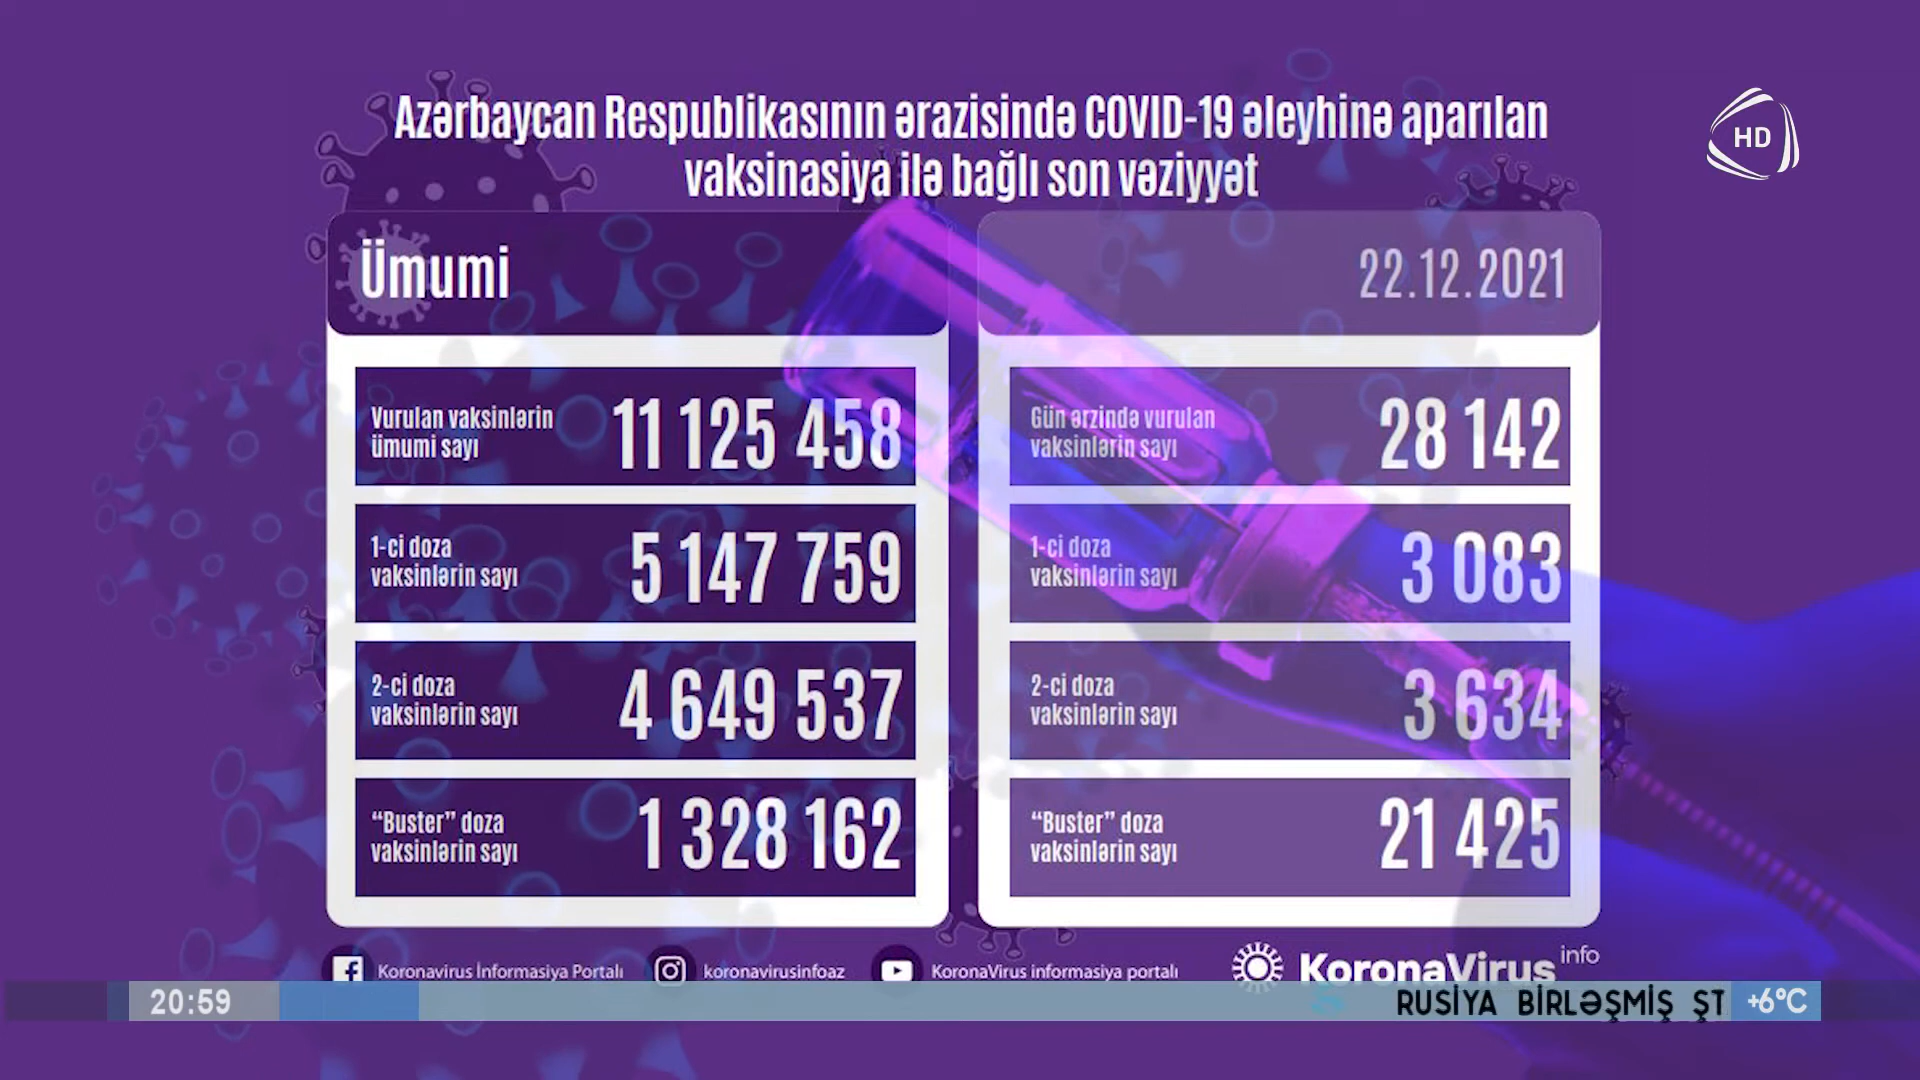 Azərbaycan Respublikasının ərazisində COVID-19 əleyhinə aparılan
vaksinasiya ilə bağlı son vəziyyət
HD
Ümumi
Vurulan vaksinlərin
ümumi sayı
11 125 458
1-ci doza
vaksinlərin sayı
5 147 759
2-ci doza
vaksinlərin sayı
4 649 537
“Buster” doza
vaksinlərin sayı
1 328 162
22.12.2021
Gün ərzində vurulan
vaksinlərin sayı
28 142
1-ci doza
vaksinlərin sayı
3 083
2-ci doza
vaksinlərin sayı
3 634
“Buster” doza
vaksinlərin sayı
21 425
Koronavirus İnformasiya Portalı
koronavirusinfoaz
KoronaVirus informasiya portalı
KoronaVirus info
20:59
RUSİYA BİRLƏŞMİŞ ŞT
+6°C